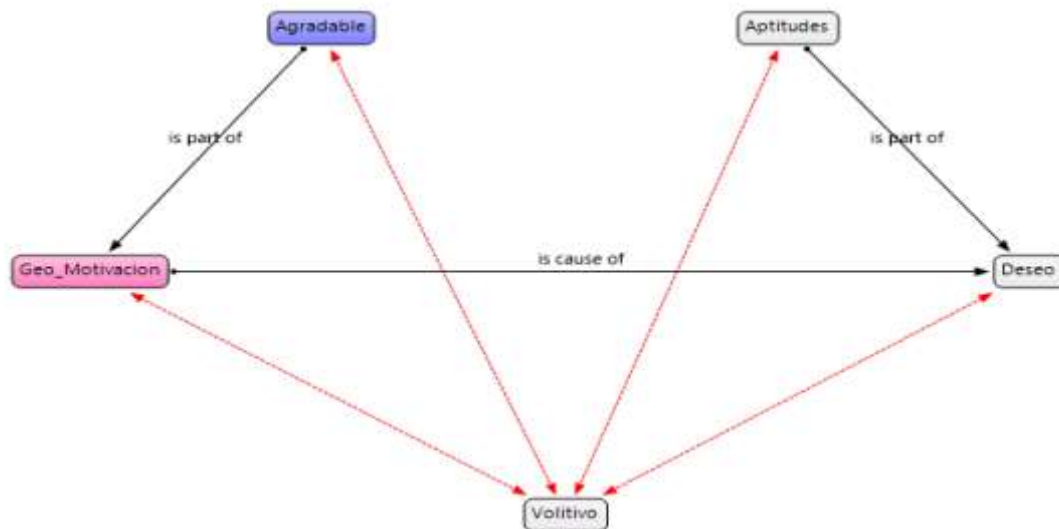 Agradable
Aptitudes
is part of
is part of
Geo_Motivacion
is cause of
Deseo
Volitivo